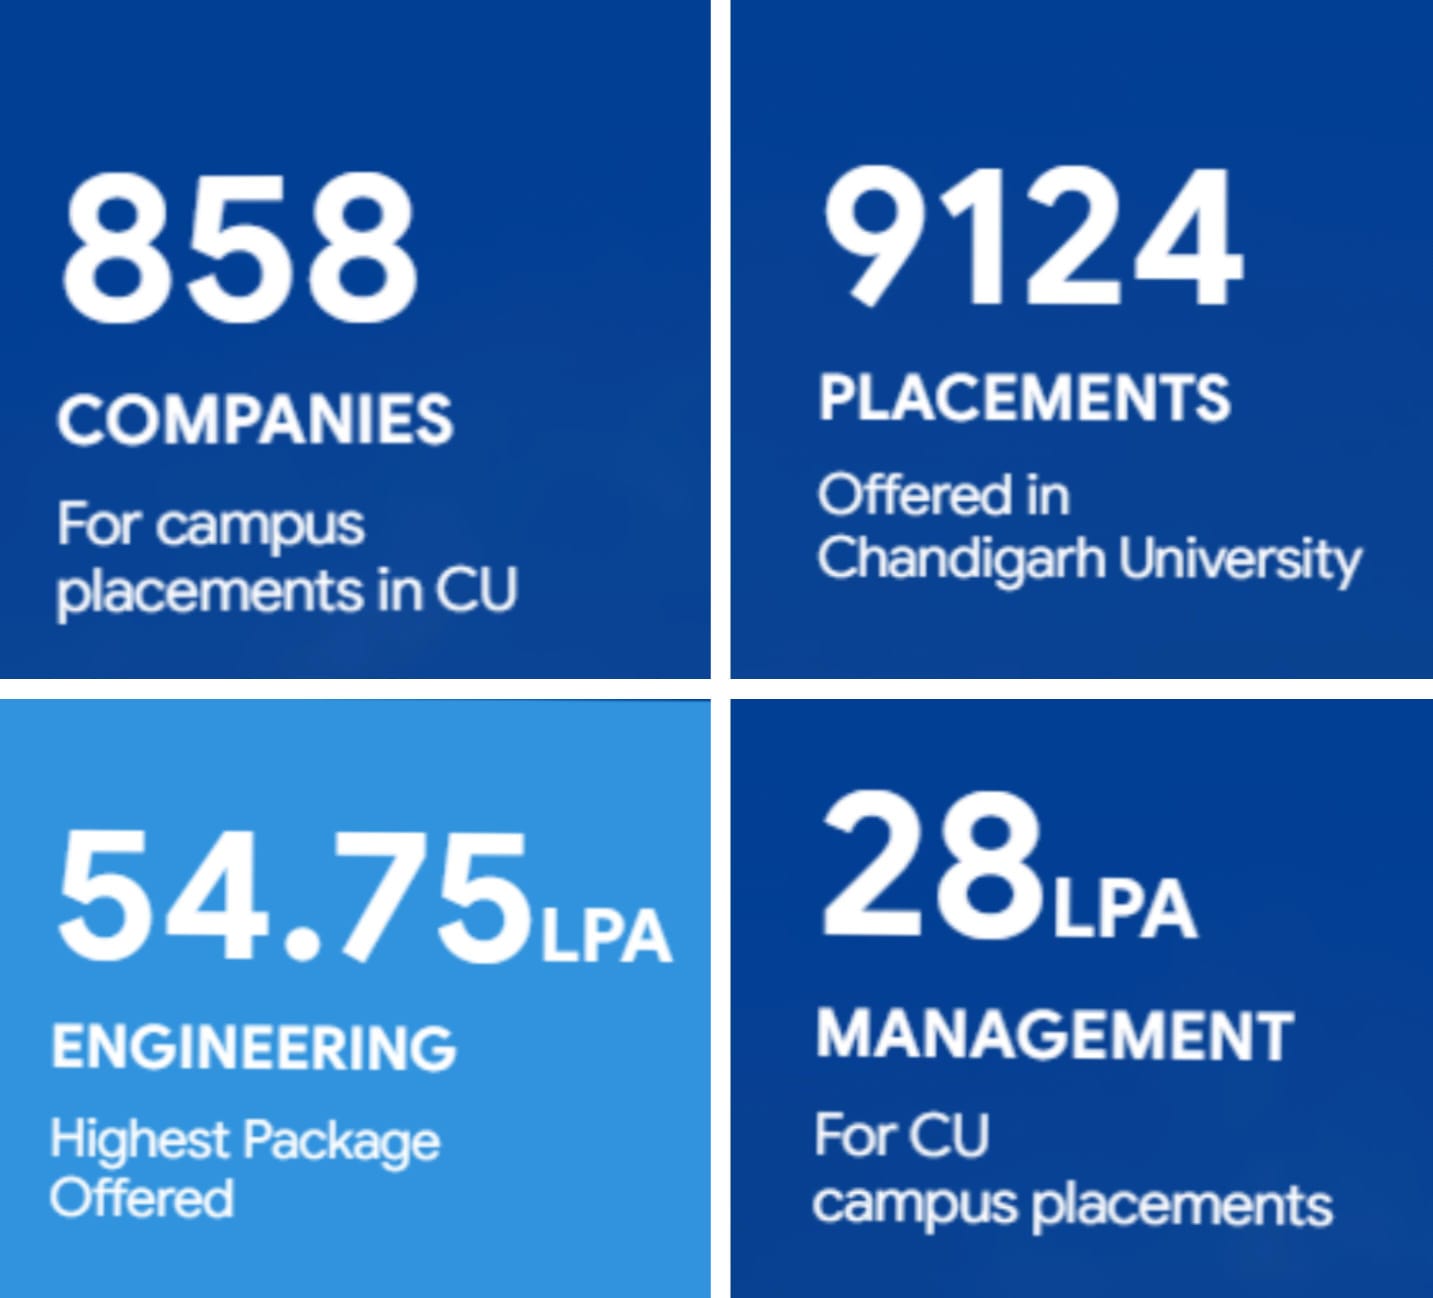 858
COMPANIES
For campus
placements in CU
9124
PLACEMENTS
Offered in
Chandigarh University
54.75LPA
ENGINEERING
Highest Package
Offered
28LPA
MANAGEMENT
For CU
campus placements